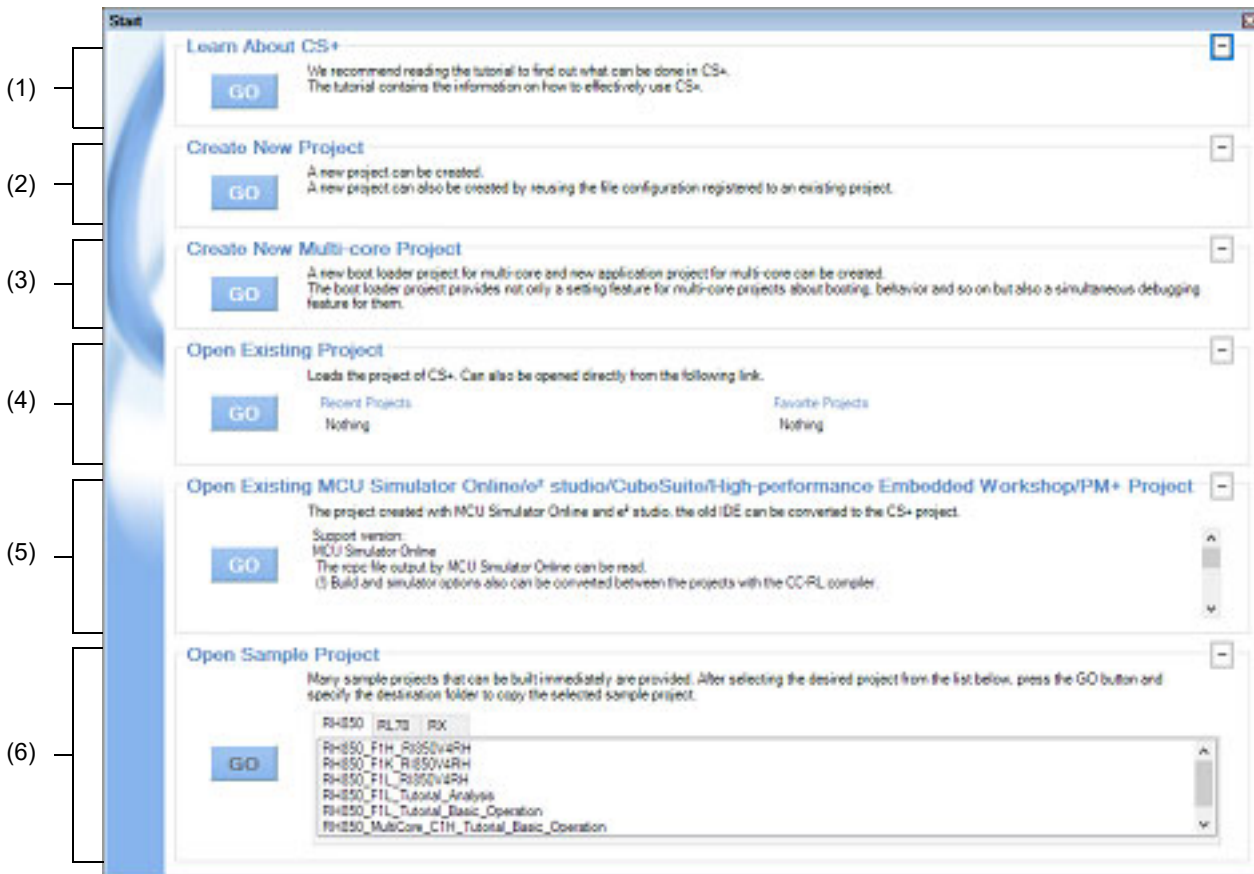 Start
(1)
Learn About CS+
GO
We recommend reading the tutorial to find out what can be done in CS+.
The tutorial contains the information on how to effectively use CS+.
(2)
Create New Project
GO
A new project can be created.
A new project can also be created by reusing the file configuration registered to an existing project.
(3)
Create New Multi-core Project
GO
A new boot loader project for multi-core and new application project for multi-core can be created.
The boot loader project provides not only a setting feature for multi-core projects about booting, behavior and so on but also a simultaneous debugging
feature for them.
(4)
Open Existing Project
GO
Loads the project of CS+. Can also be opened directly from the following link.
Recent Projects
Nothing
Favorite Projects
Nothing
(5)
Open Existing MCU Simulator Online/e² studio/CubeSuite/High-performance Embedded Workshop/PM+ Project
GO
The project created with MCU Simulator Online and e² studio, the old IDE can be converted to the CS+ project.
Support version:
MCU Simulator Online
The rcpc file output by MCU Simulator Online can be read.
(!) Build and simulator options also can be converted between the projects with the CC-RL compiler.
(6)
Open Sample Project
GO
Many sample projects that can be built immediately are provided. After selecting the desired project from the list below, press the GO button and
specify the destination folder to copy the selected sample project.
RH850 RL78 RX
RH850_F1H_RI850V4RH
RH850_F1K_RI850V4RH
RH850_F1L_RI850V4RH
RH850_F1L_Tutorial_Analysis
RH850_F1L_Tutorial_Basic_Operation
RH850_MultiCore_C1H_Tutorial_Basic_Operation